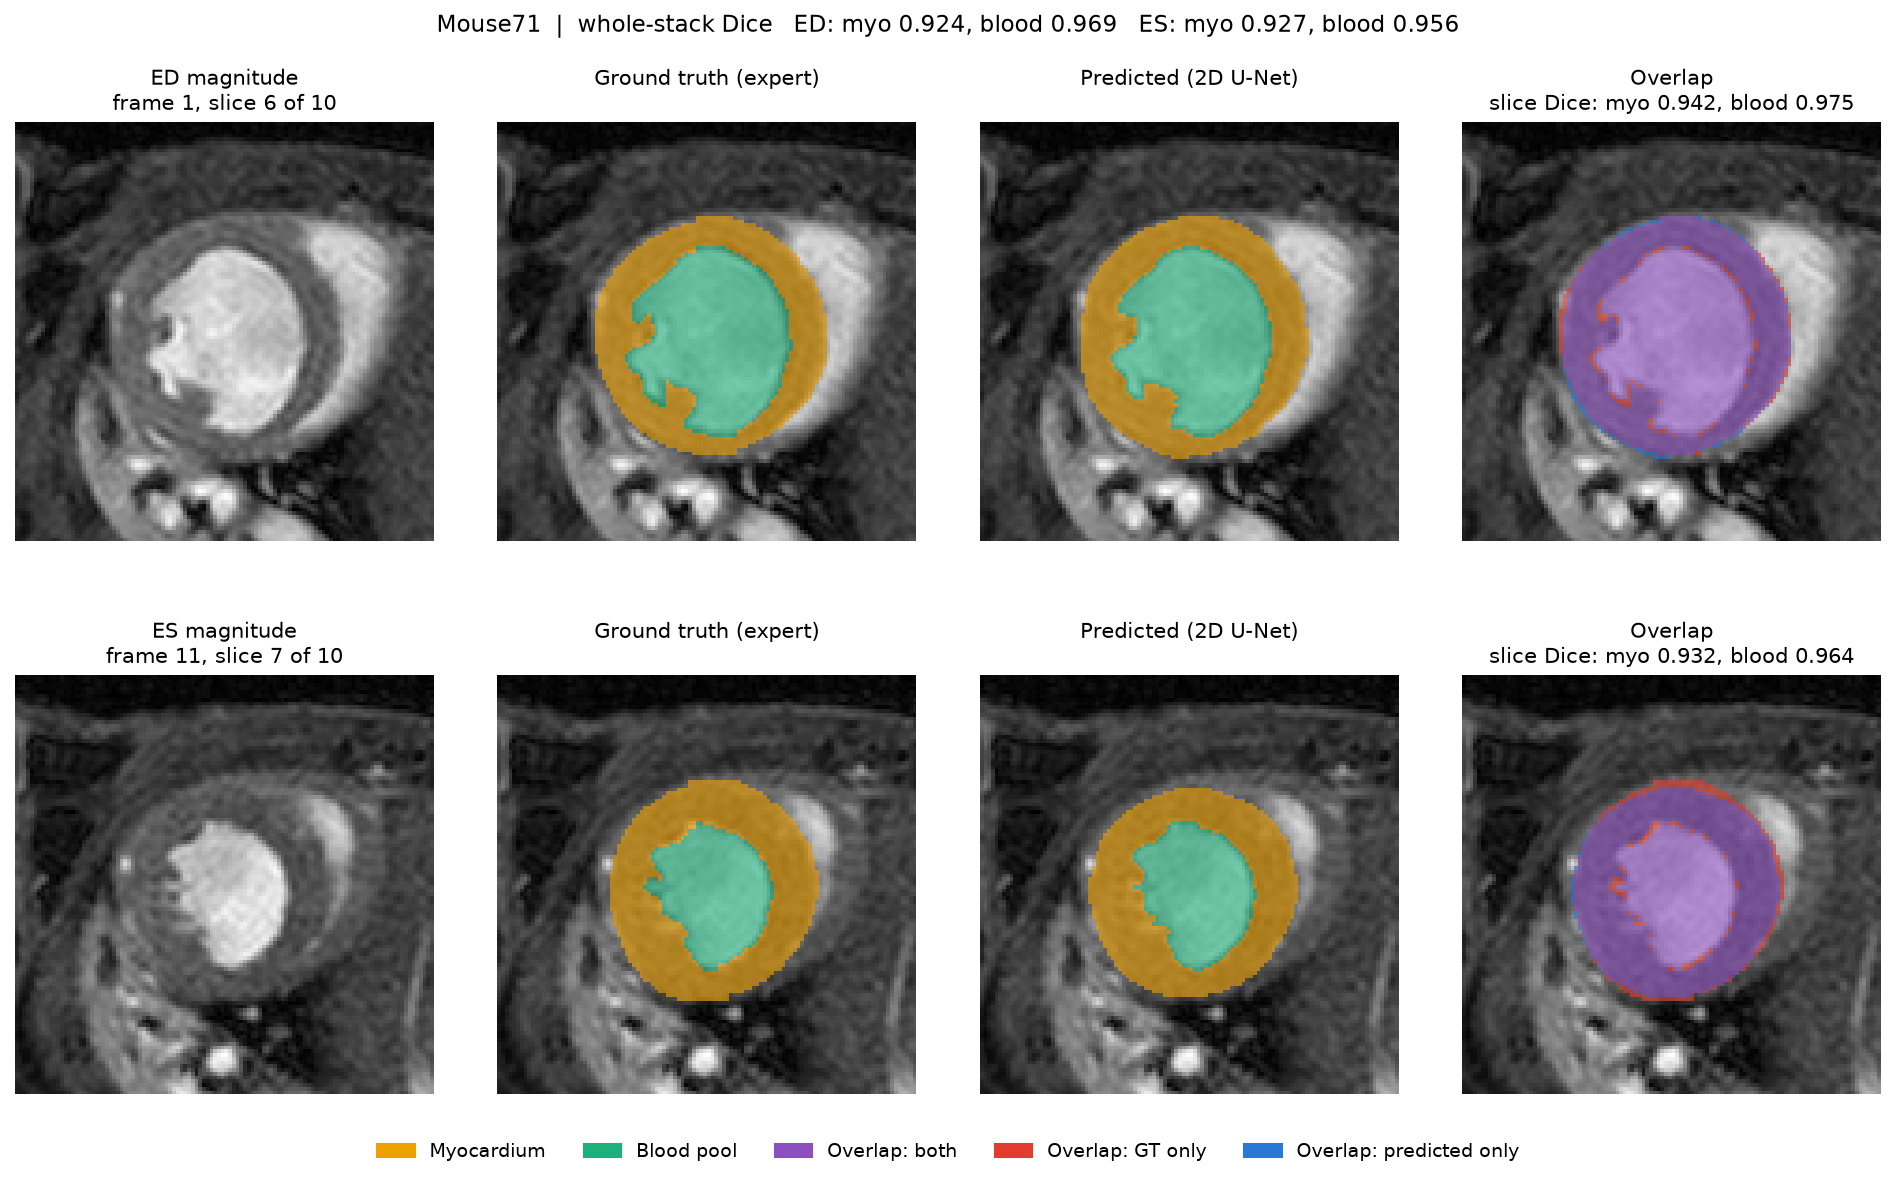 Mouse71  |  whole-stack Dice   ED: myo 0.924, blood 0.969   ES: myo 0.927, blood 0.956
ED magnitude
frame 1, slice 6 of 10
Ground truth (expert)
Predicted (2D U-Net)
Overlap
slice Dice: myo 0.942, blood 0.975
ES magnitude
frame 11, slice 7 of 10
Ground truth (expert)
Predicted (2D U-Net)
Overlap
slice Dice: myo 0.932, blood 0.964
Myocardium
Blood pool
Overlap: both
Overlap: GT only
Overlap: predicted only